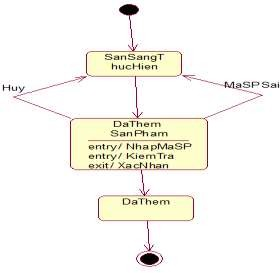 SanSangT
hucHien
Huy
MaSPSai
DaThem
SanPham
entry/ NhapMaSP
entry/ KiemTra
exit/ XacNhan
DaThem